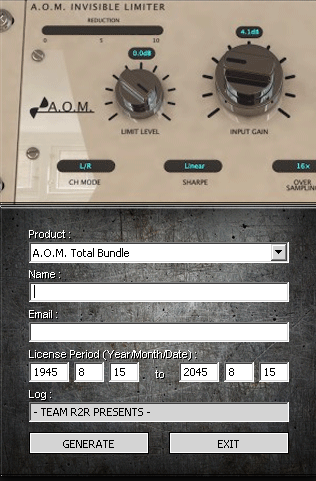 A.O.M. INVISIBLE LIMITER
REDUCTION
0 5 10
0.0dB
4.1dB
A.O.M.
LIMIT LEVEL
INPUT GAIN
L/R
Linear
16×
CH MODE
SHARPE
OVER
SAMPLIN
Product :
A.O.M. Total Bundle
Name :
Email :
License Period (Year/Month/Date) :
1945 8 15 to 2045 8 15
Log :
- TEAM R2R PRESENTS -
GENERATE
EXIT